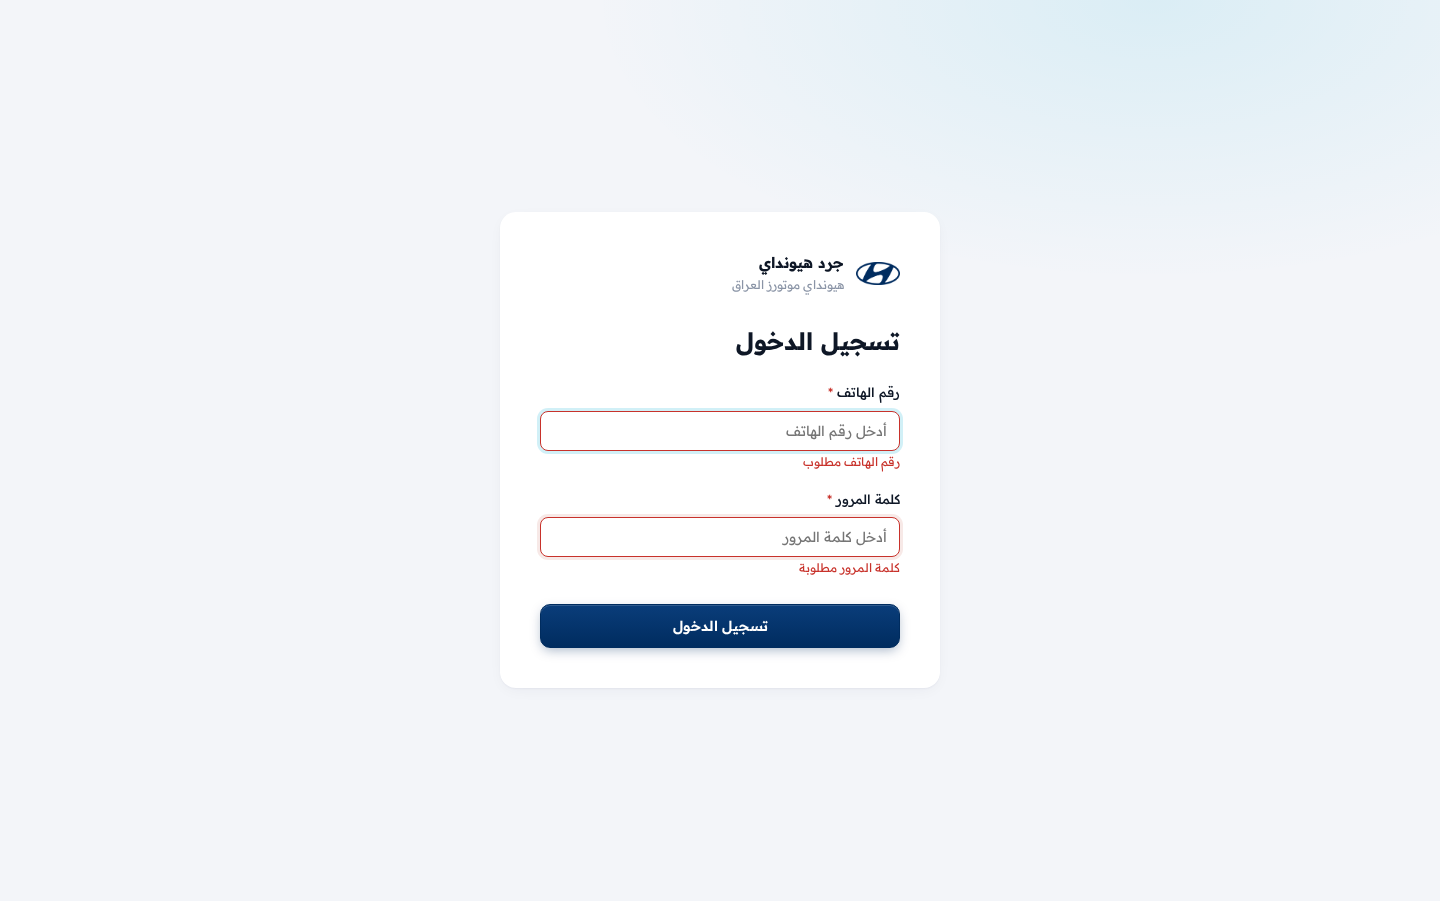 جرد هيونداي
هيونداي موتورز العراق
تسجيل الدخول
رقم الهاتف *
أدخل رقم الهاتف
رقم الهاتف مطلوب
كلمة المرور *
أدخل كلمة المرور
كلمة المرور مطلوبة
تسجيل الدخول